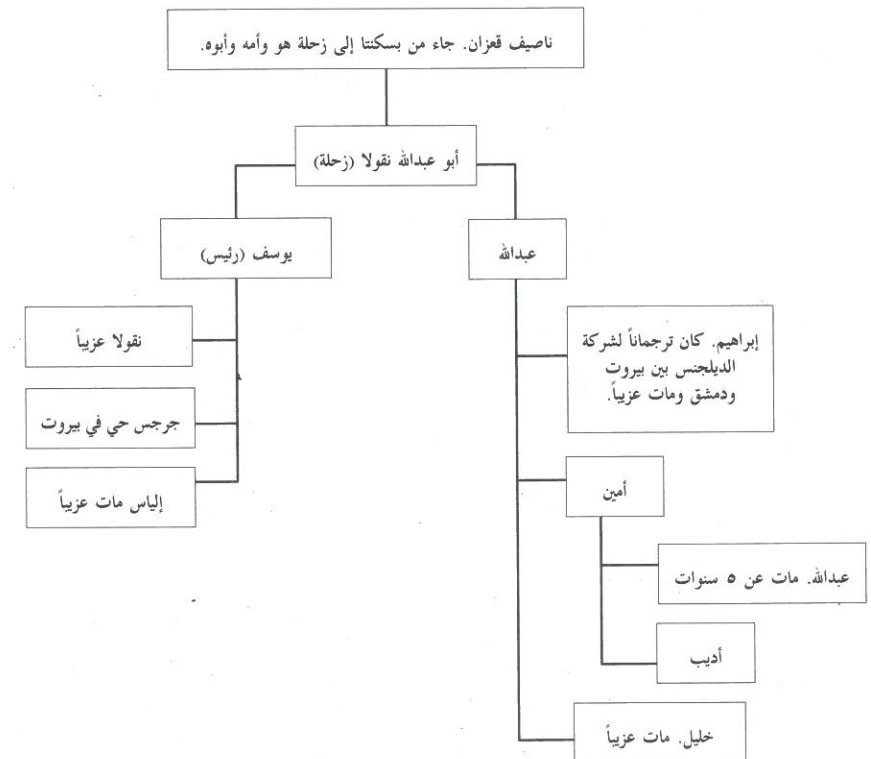 ناصيف قعزان. جاء من بسكنتا إلى زحلة هو وأمه وأبوه.
أبو عبدالله نقولا (زحلة)
عبدالله
يوسف (رئيس)
إبراهيم. كان ترجماناً لشركة
الديلجنس بين بيروت
ودمشق ومات عزيباً.
أمين
عبدالله. مات عن ٥ سنوات
أديب
خليل. مات عزيباً
نقولا عزيباً
جرجس حي في بيروت
إلياس مات عزيباً